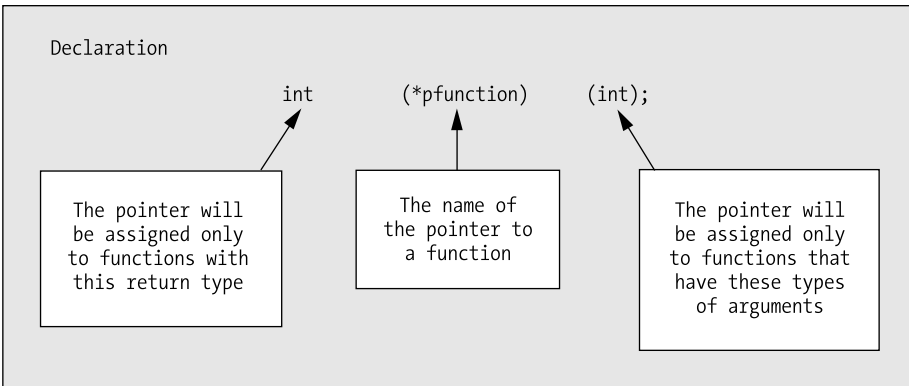 Declaration
int (*pfunction) (int);
The pointer will
be assigned only
to functions with
this return type
The name of
the pointer to
a function
The pointer will
be assigned only
to functions that
have these types
of arguments